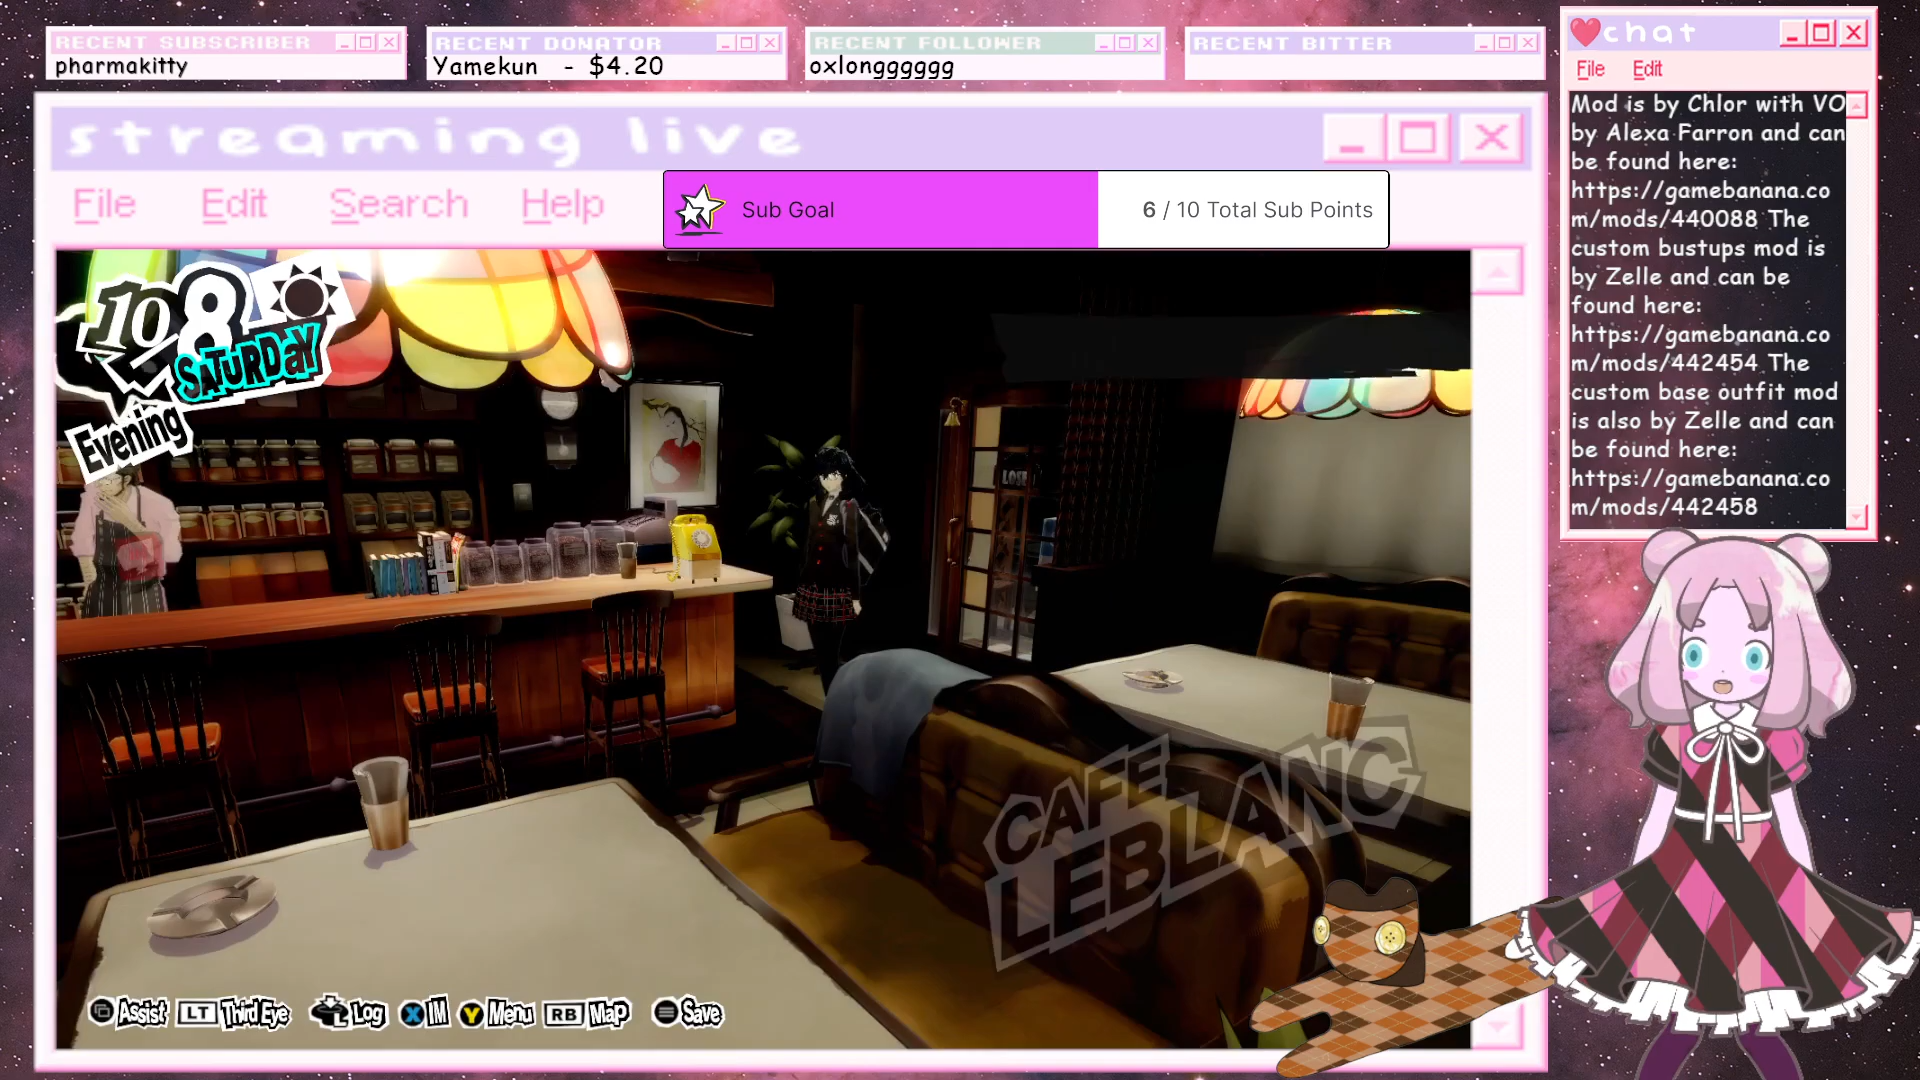 RECENT SUBSCRIBER
pharmakitty
RECENT DONATOR
Yamekun - $4.20
RECENT FOLLOWER
oxlongggggg
RECENT BITTER
chat
File Edit
Mod is by Chlor with VO
by Alexa Farron and can
be found here:
https://gamebanana.co
m/mods/440088 The
custom bustups mod is
by Zelle and can be
found here:
https://gamebanana.co
m/mods/442454 The
custom base outfit mod
is also by Zelle and can
be found here:
https://gamebanana.co
m/mods/442458
streaming live
File Edit Search Help
Sub Goal
6 / 10 Total Sub Points
10/8
SATURDAY
Evening
CAFE
LEBLANC
Assist LT Third Eye L Log X IM Y Menu RB Map Save